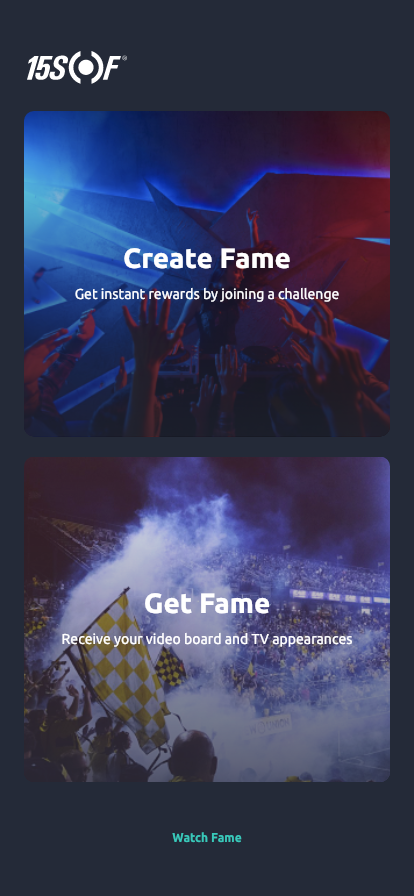 15SOF®
Create Fame
Get instant rewards by joining a challenge
Get Fame
Receive your video board and TV appearances
Watch Fame